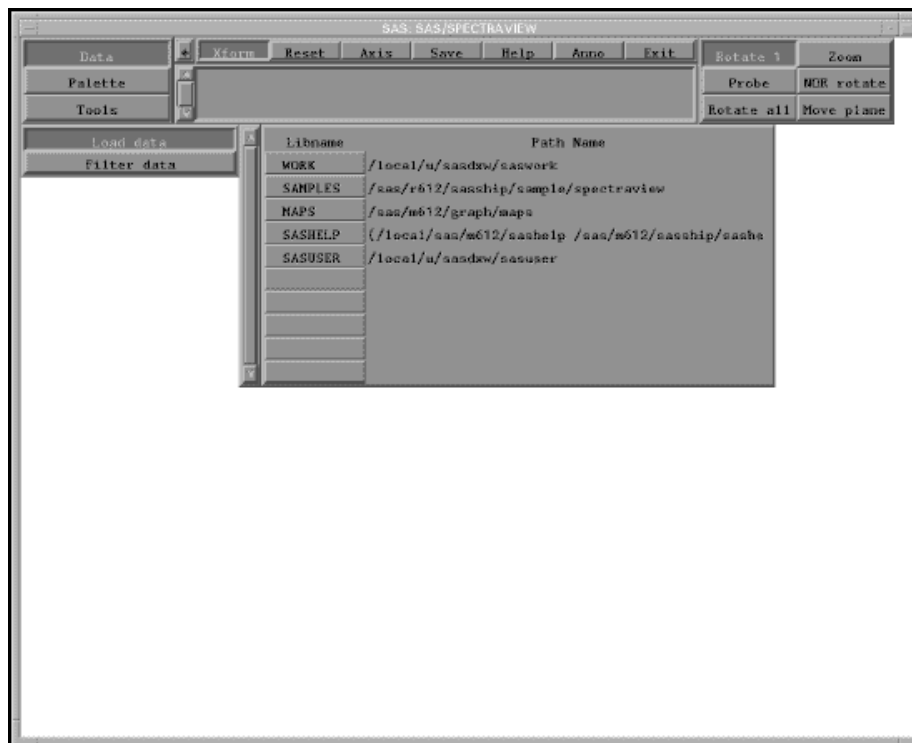 SAS: SAS/SPECTRAVIEW
Data
Xform Reset Axis Save Help Anno Exit
Rotate 1 Zoom
Palette
Probe NOR rotate
Tools
Rotate all Move plane
Load data
Filter data
Libname Path Name
WORK /local/u/sasdxw/saswork
SAMPLES /sas/r612/sasship/sample/spectraview
MAPS /sas/m612/graph/maps
SASHELP (/local/sas/m612/sashelp /sas/m612/sasship/sashe
SASUSER /local/u/sasdxw/sasuser